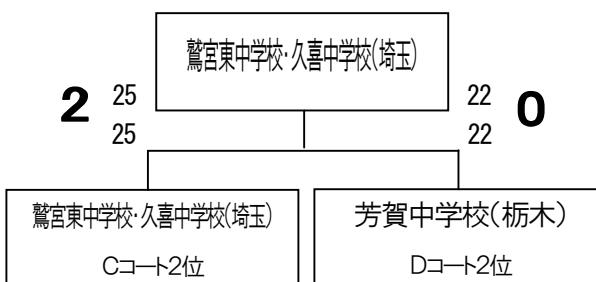 鷲宮東中学校・久喜中学校(埼玉)
2 25 22 0
25 22
鷲宮東中学校・久喜中学校(埼玉) 芳賀中学校(栃木)
Cコート2位 Dコート2位